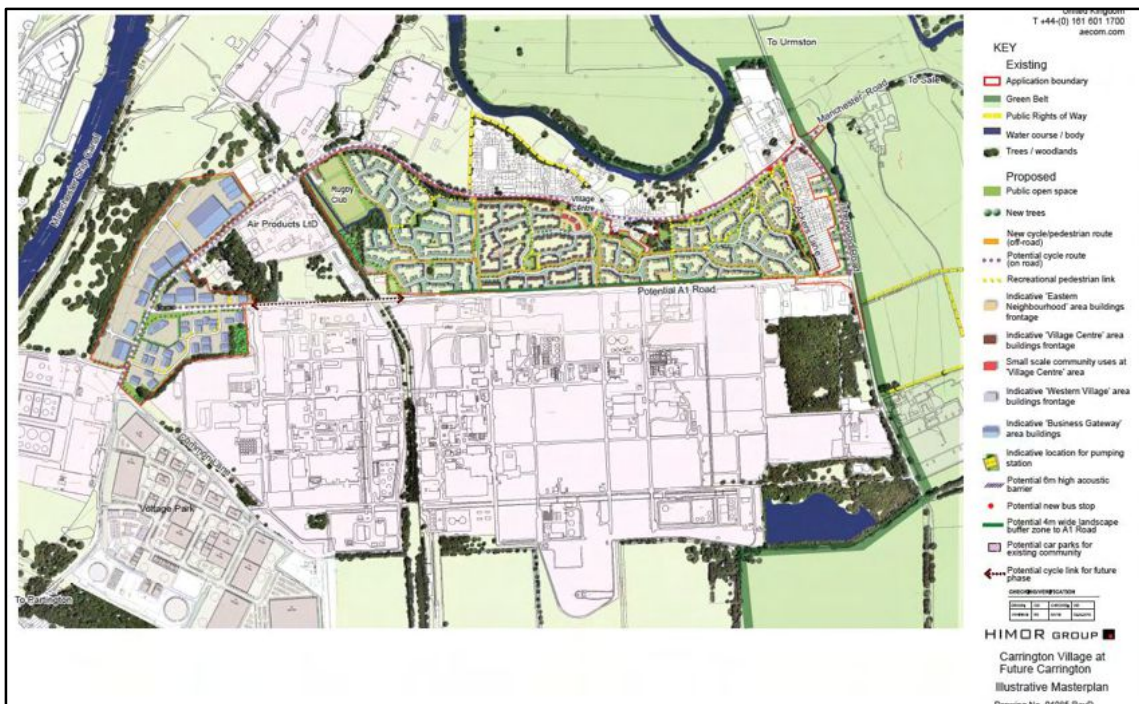 United Kingdom
T +44-(0) 161 601 1700
aecom.com
KEY
Existing
Application boundary
Green Belt
Public Rights of Way
Water course / body
Trees / woodlands
Proposed
Public open space
New trees
New cycle/pedestrian route
(off-road)
Potential cycle route
(on road)
Recreational pedestrian link
Indicative 'Eastern
Neighbourhood' area buildings
frontage
Indicative 'Village Centre' area
buildings frontage
Small scale community uses at
'Village Centre' area
Indicative 'Western Village' area
buildings frontage
Indicative 'Business Gateway'
area buildings
Indicative location for pumping
station
Potential 6m high acoustic
barrier
Potential new bus stop
Potential 4m wide landscape
buffer zone to A1 Road
Potential car parks for
existing community
Potential cycle link for future
phase
CHECKING/VERIFICATION
HIMOR GROUP
Carrington Village at
Future Carrington
Illustrative Masterplan
To Urmston
To Sale
Manchester Road
Manchester Ship Canal
Rugby
Club
Air Products LtD
Village
Centre
Potential A1 Road
Voltage Park
To Partington